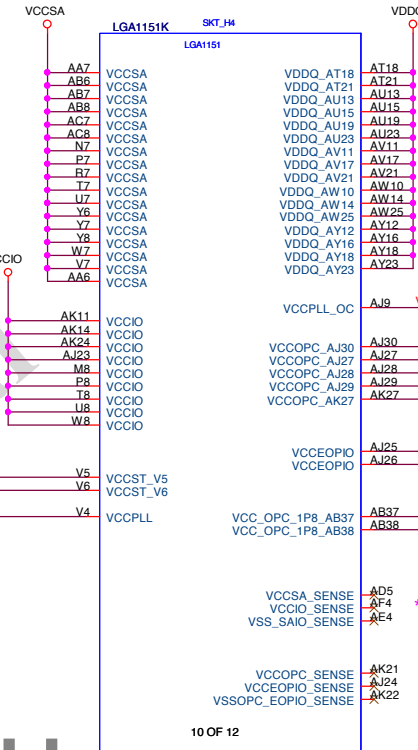 VCCSA
VDDQ
LGA1151K
SKT_H4
LGA1151
AA7 VCCSA VDDQ_AT18 AT18
AB6 VCCSA VDDQ_AT21 AT21
AB7 VCCSA VDDQ_AU13 AU13
AB8 VCCSA VDDQ_AU15 AU15
AC7 VCCSA VDDQ_AU19 AU19
AC8 VCCSA VDDQ_AU23 AU23
N7 VCCSA VDDQ_AV11 AV11
P7 VCCSA VDDQ_AV17 AV17
R7 VCCSA VDDQ_AV21 AV21
T7 VCCSA VDDQ_AW10 AW10
U7 VCCSA VDDQ_AW14 AW14
Y6 VCCSA VDDQ_AW25 AW25
Y7 VCCSA VDDQ_AY12 AY12
Y8 VCCSA VDDQ_AY16 AY16
W7 VCCSA VDDQ_AY18 AY18
V7 VCCSA VDDQ_AY23 AY23
AA6 VCCSA
CCIO
VCCPLL_OC AJ9
AK11 VCCIO
AK14 VCCIO
AK24 VCCIO VCCOPC_AJ30 AJ30
AJ23 VCCIO VCCOPC_AJ27 AJ27
M8 VCCIO VCCOPC_AJ28 AJ28
P8 VCCIO VCCOPC_AJ29 AJ29
T8 VCCIO VCCOPC_AK27 AK27
U8 VCCIO
W8 VCCIO
VCCEOPIO AJ25
VCCEOPIO AJ26
V5 VCCST_V5
V6 VCCST_V6
V4 VCCPLL VCC_OPC_1P8_AB37 AB37
VCC_OPC_1P8_AB38 AB38
VCCSA_SENSE AD5
VCCIO_SENSE AF4
VSS_SAIO_SENSE AE4
VCCOPC_SENSE AK21
VCCEOPIO_SENSE AJ24
VSSOPC_EOPIO_SENSE AK22
10 OF 12